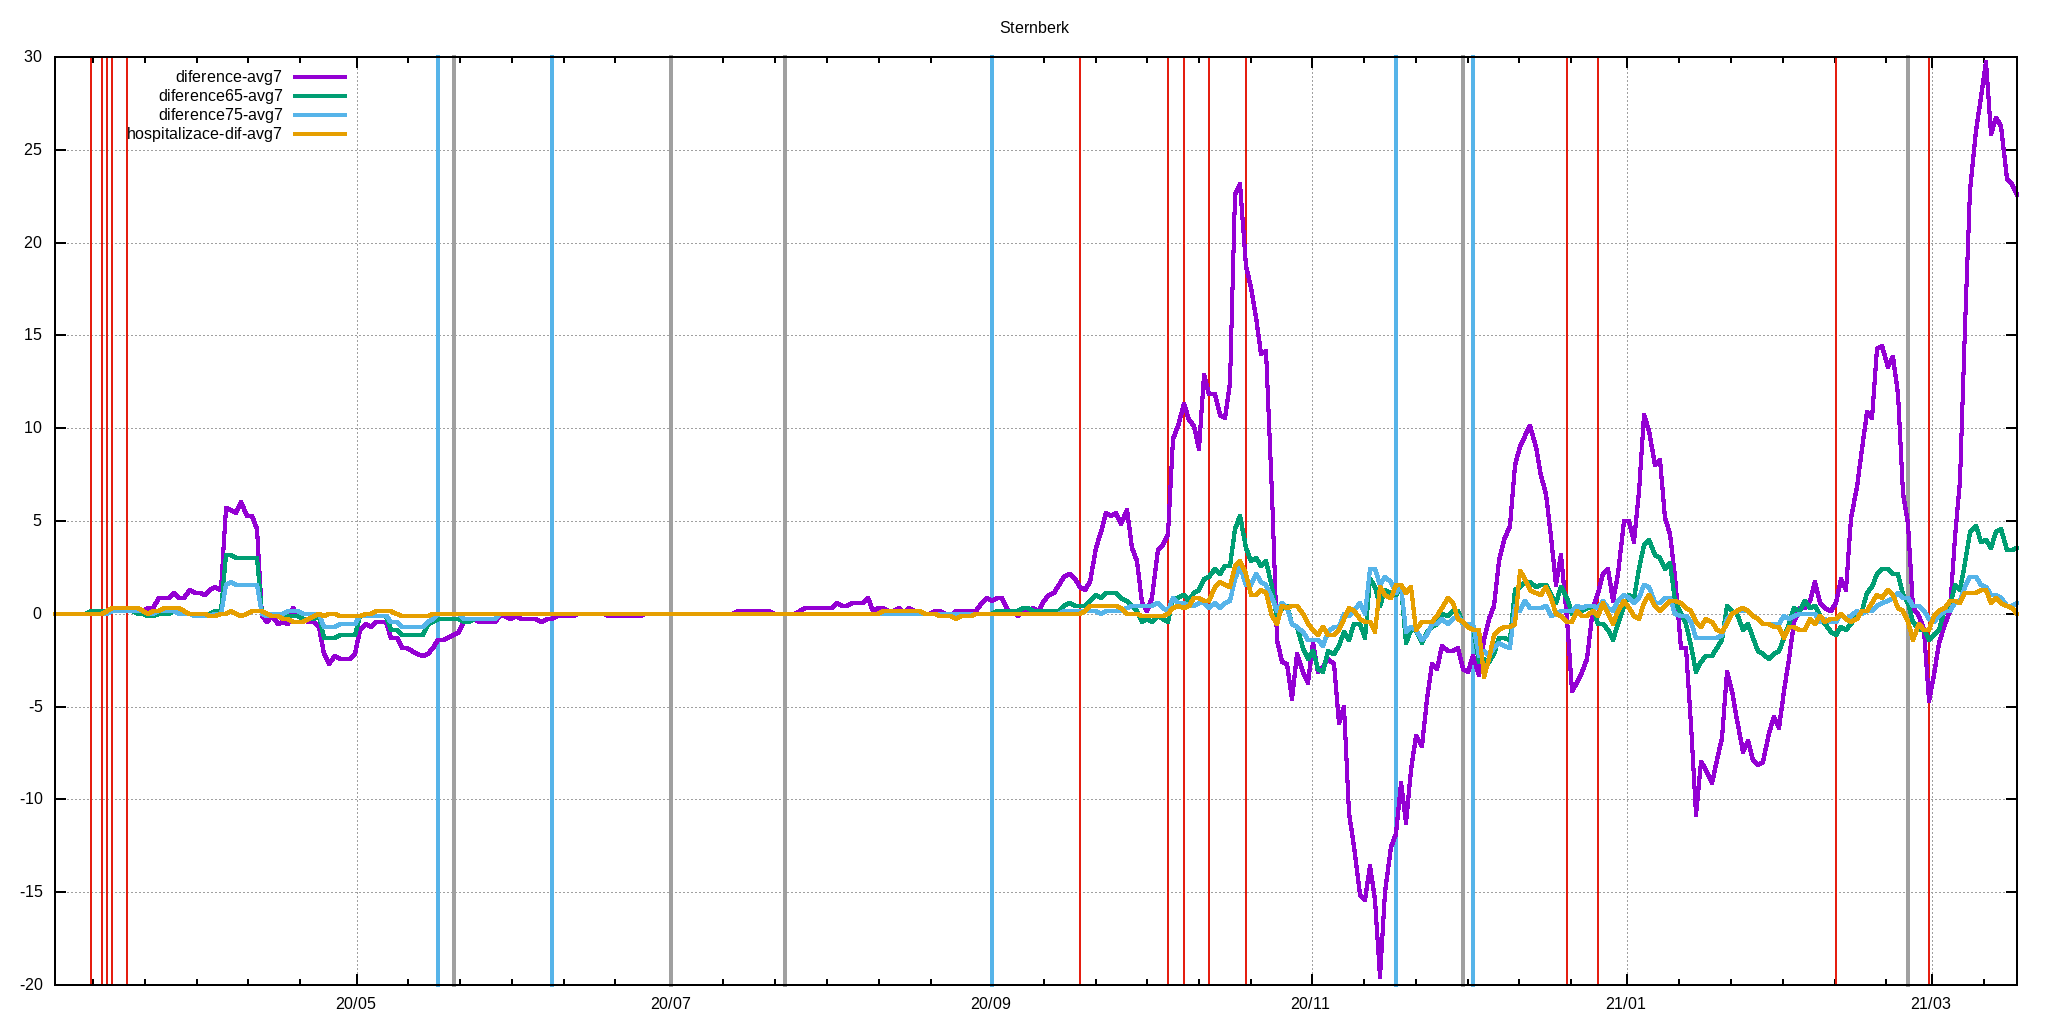 Sternberk
30
diference-avg7
diference65-avg7
diference75-avg7
hospitalizace-dif-avg7
25
20
15
10
5
0
-5
-10
-15
-20
20/05 20/07 20/09 20/11 21/01 21/03